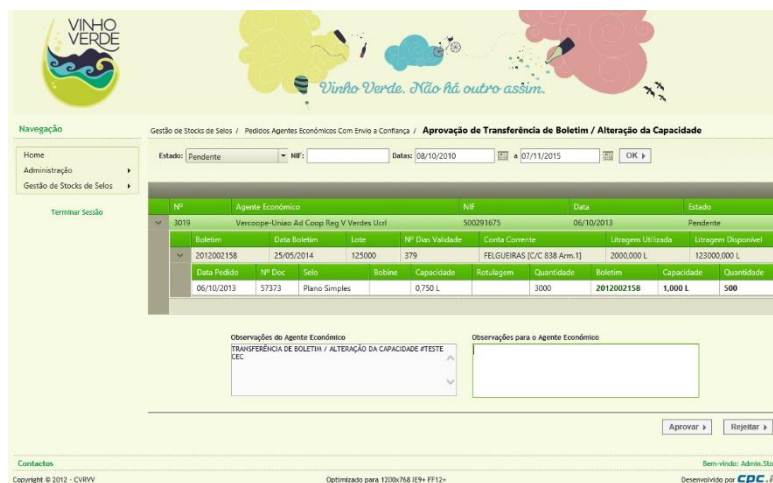 VINHO
VERDE
Vinho Verde. Não há outro assim.
Navegação
Gestão de Stocks de Selos / Pedidos Agentes Económicos Com Envio a Confiança / Aprovação de Transferência de Boletim / Alteração da Capacidade
Home
Administração
Gestão de Stocks de Selos
Terminar Sessão
Estado: Pendente NIF: Datas: 08/10/2010 a 07/11/2015 OK
Nº Agente Económico NIF Data Estado
3019 Vercoope-Uniao Ad Coop Reg V Verdes Ucrl 500291675 06/10/2013 Pendente
Boletim Data Boletim Lote Nº Dias Validade Conta Corrente Litragem Utilizada Litragem Disponível
2012002158 25/05/2014 125000 379 FELGUEIRAS [C/C 838 Arm.1] 2000,000 L 123000,000 L
Data Pedido Nº Doc Selo Bobine Capacidade Rotulagem Quantidade Boletim Capacidade Quantidade
06/10/2013 57373 Plano Simples 0,750 L 3000 2012002158 1,000 L 500
Observações do Agente Económico Observações para o Agente Económico
TRANSFERÊNCIA DE BOLETIM / ALTERAÇÃO DA CAPACIDADE #TESTE
CEC
Aprovar Rejeitar
Contactos Bem-vindo: Admin.Sto
Copyright © 2012 - CVRVV Optimizado para 1200x768 IE9+ FF12+ Desenvolvido por CPC.i